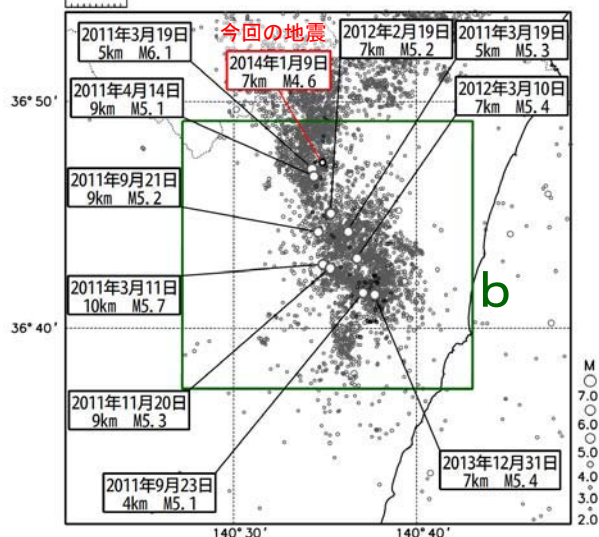 2011年3月19日
5km M6.1
今回の地震
2014年1月9日
7km M4.6
2012年2月19日
7km M5.2
2011年3月19日
5km M5.3
36°50′
2011年4月14日
9km M5.1
2012年3月10日
7km M5.4
2011年9月21日
9km M5.2
2011年3月11日
10km M5.7
b
36°40′
2011年11月20日
9km M5.3
2011年9月23日
4km M5.1
2013年12月31日
7km M5.4
M
7.0
6.0
5.0
4.0
3.0
2.0
140°30′
140°40′